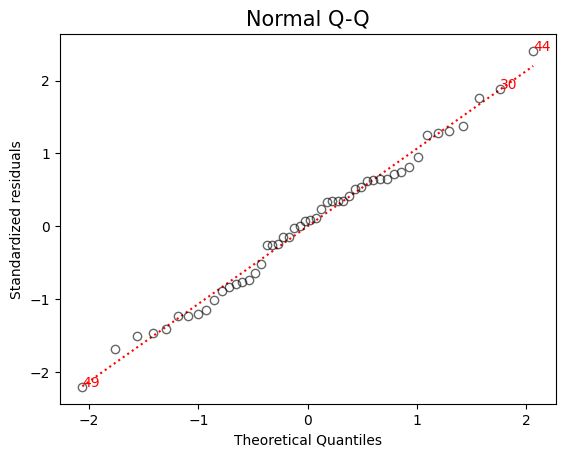 Normal Q-Q
44
30
49
Standardized residuals
2
1
0
−1
−2
−2 −1 0 1 2
Theoretical Quantiles